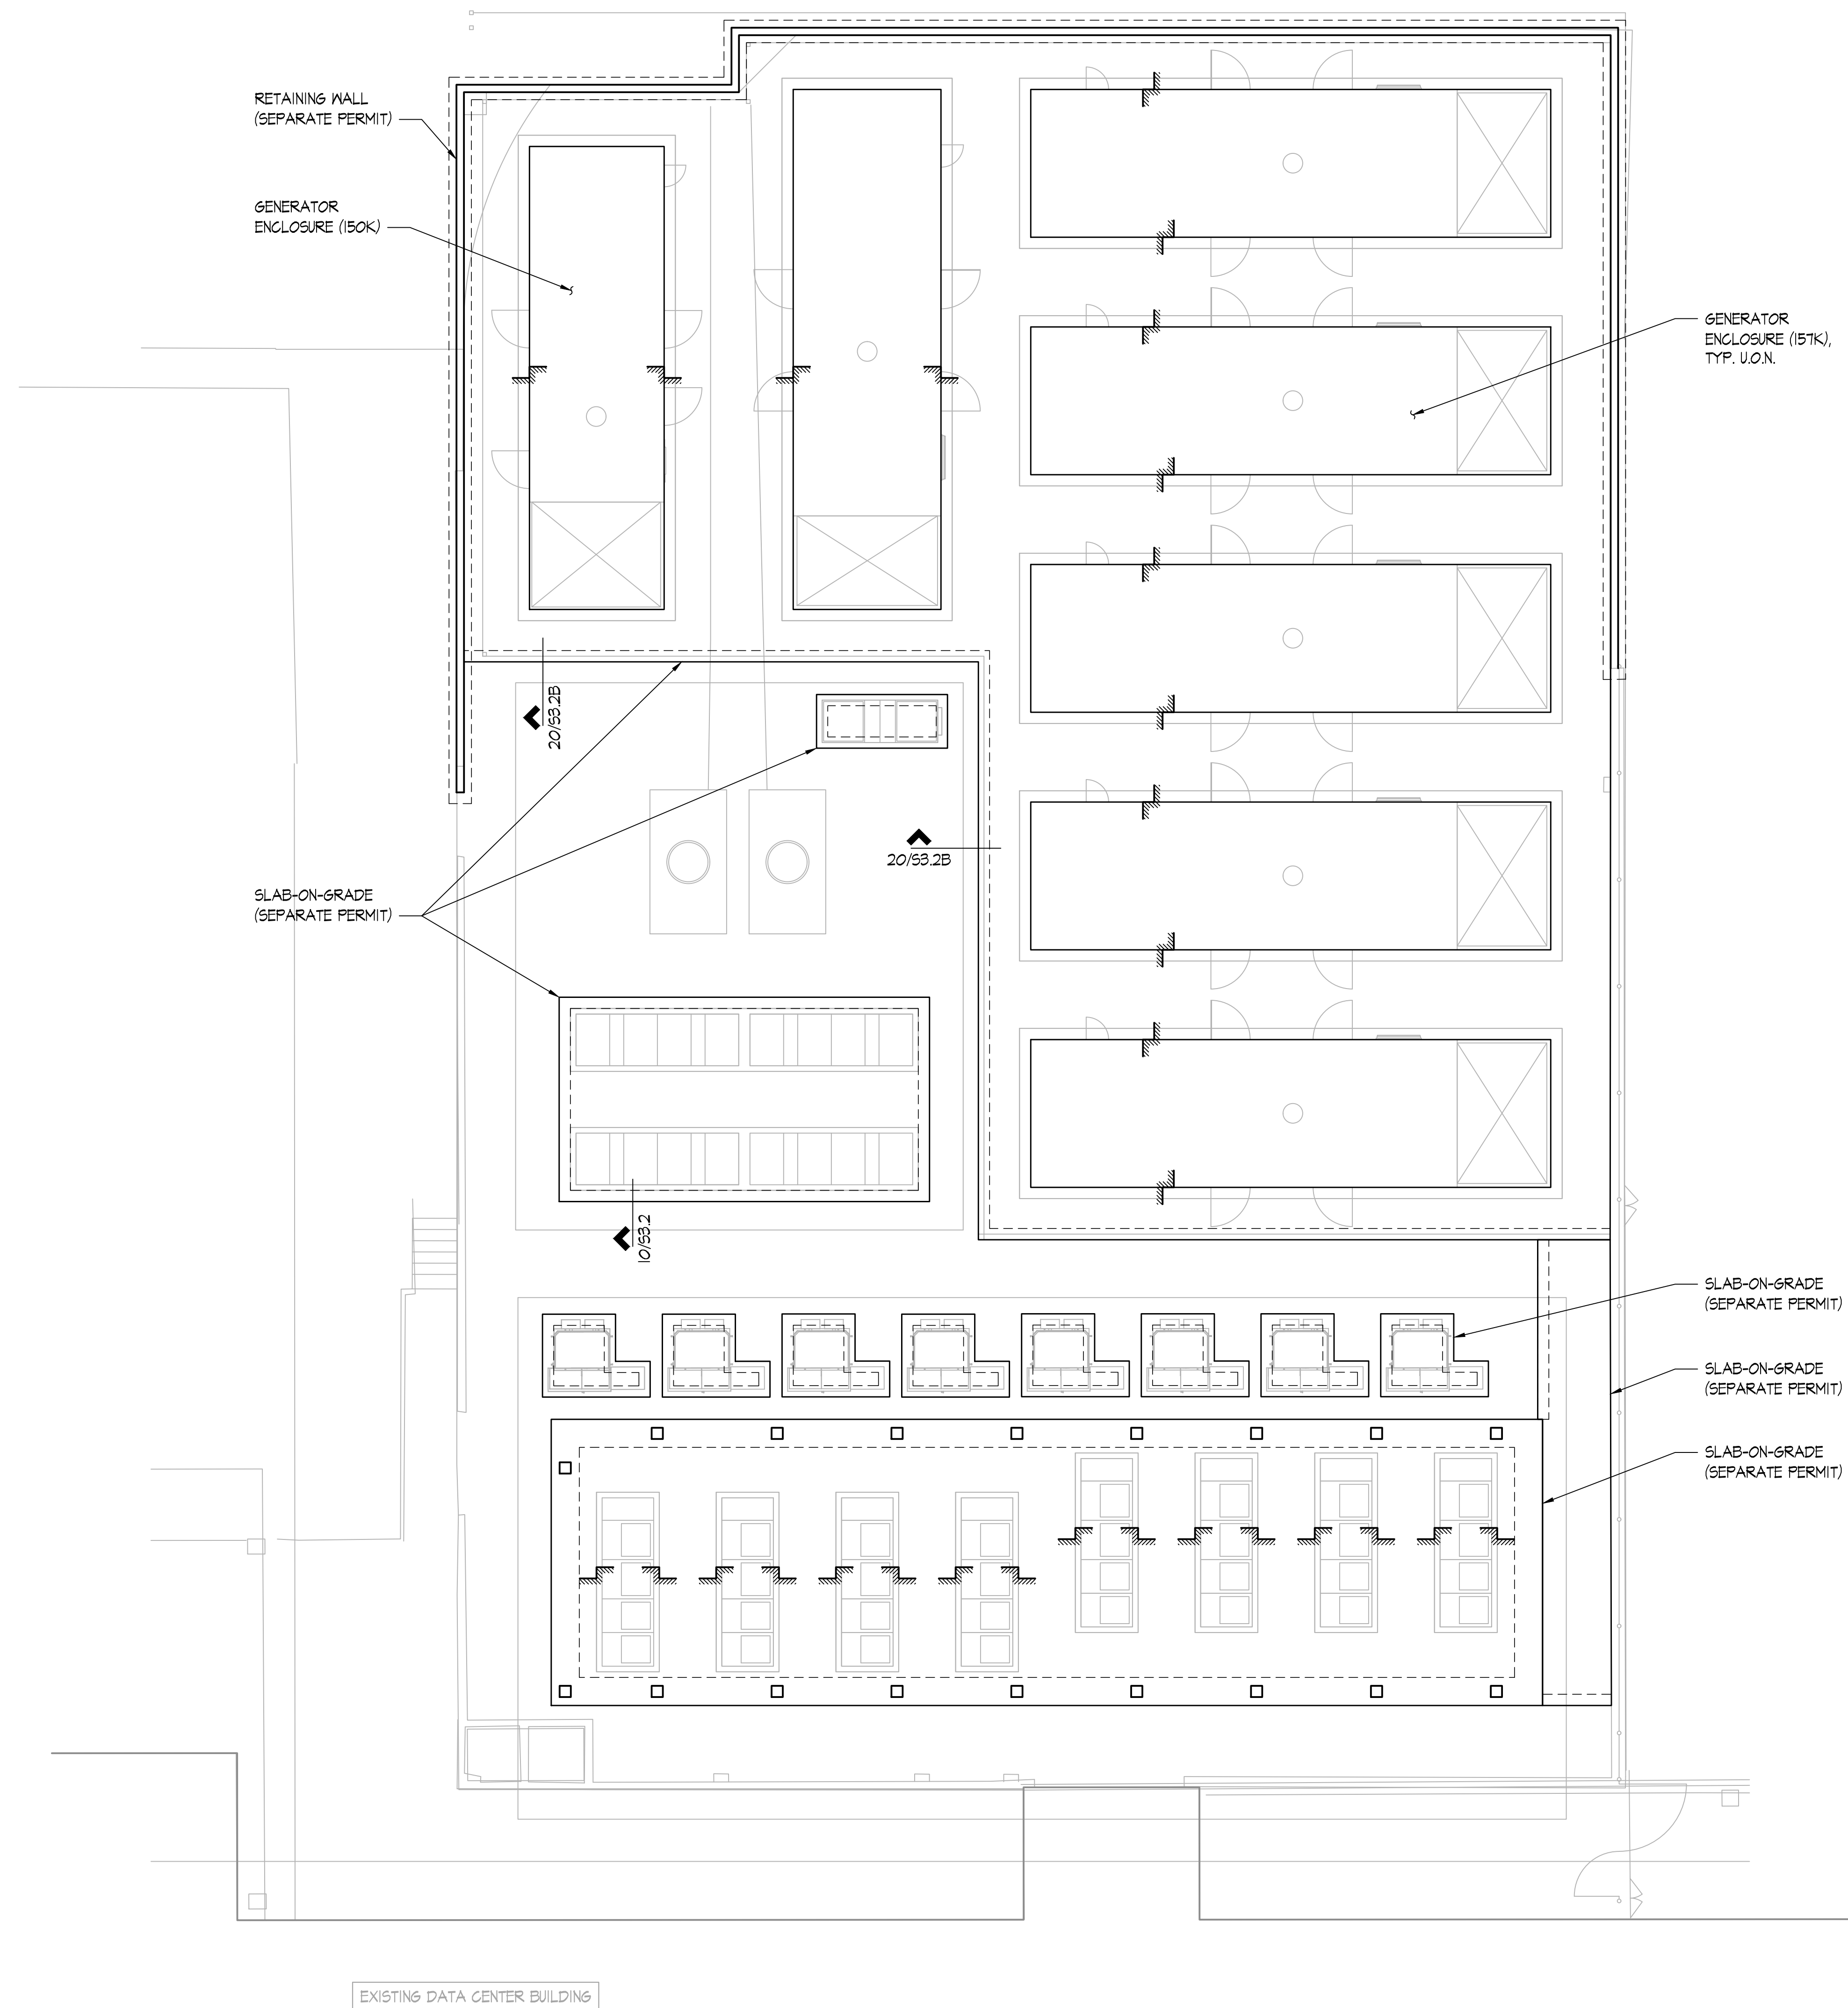 RETAINING WALL
(SEPARATE PERMIT)
GENERATOR
ENCLOSURE (150K)
GENERATOR
ENCLOSURE (157K),
TYP. U.O.N.
20/S3.2B
20/S3.2B
SLAB-ON-GRADE
(SEPARATE PERMIT)
10/S3.2
SLAB-ON-GRADE
(SEPARATE PERMIT)
SLAB-ON-GRADE
(SEPARATE PERMIT)
SLAB-ON-GRADE
(SEPARATE PERMIT)
EXISTING DATA CENTER BUILDING